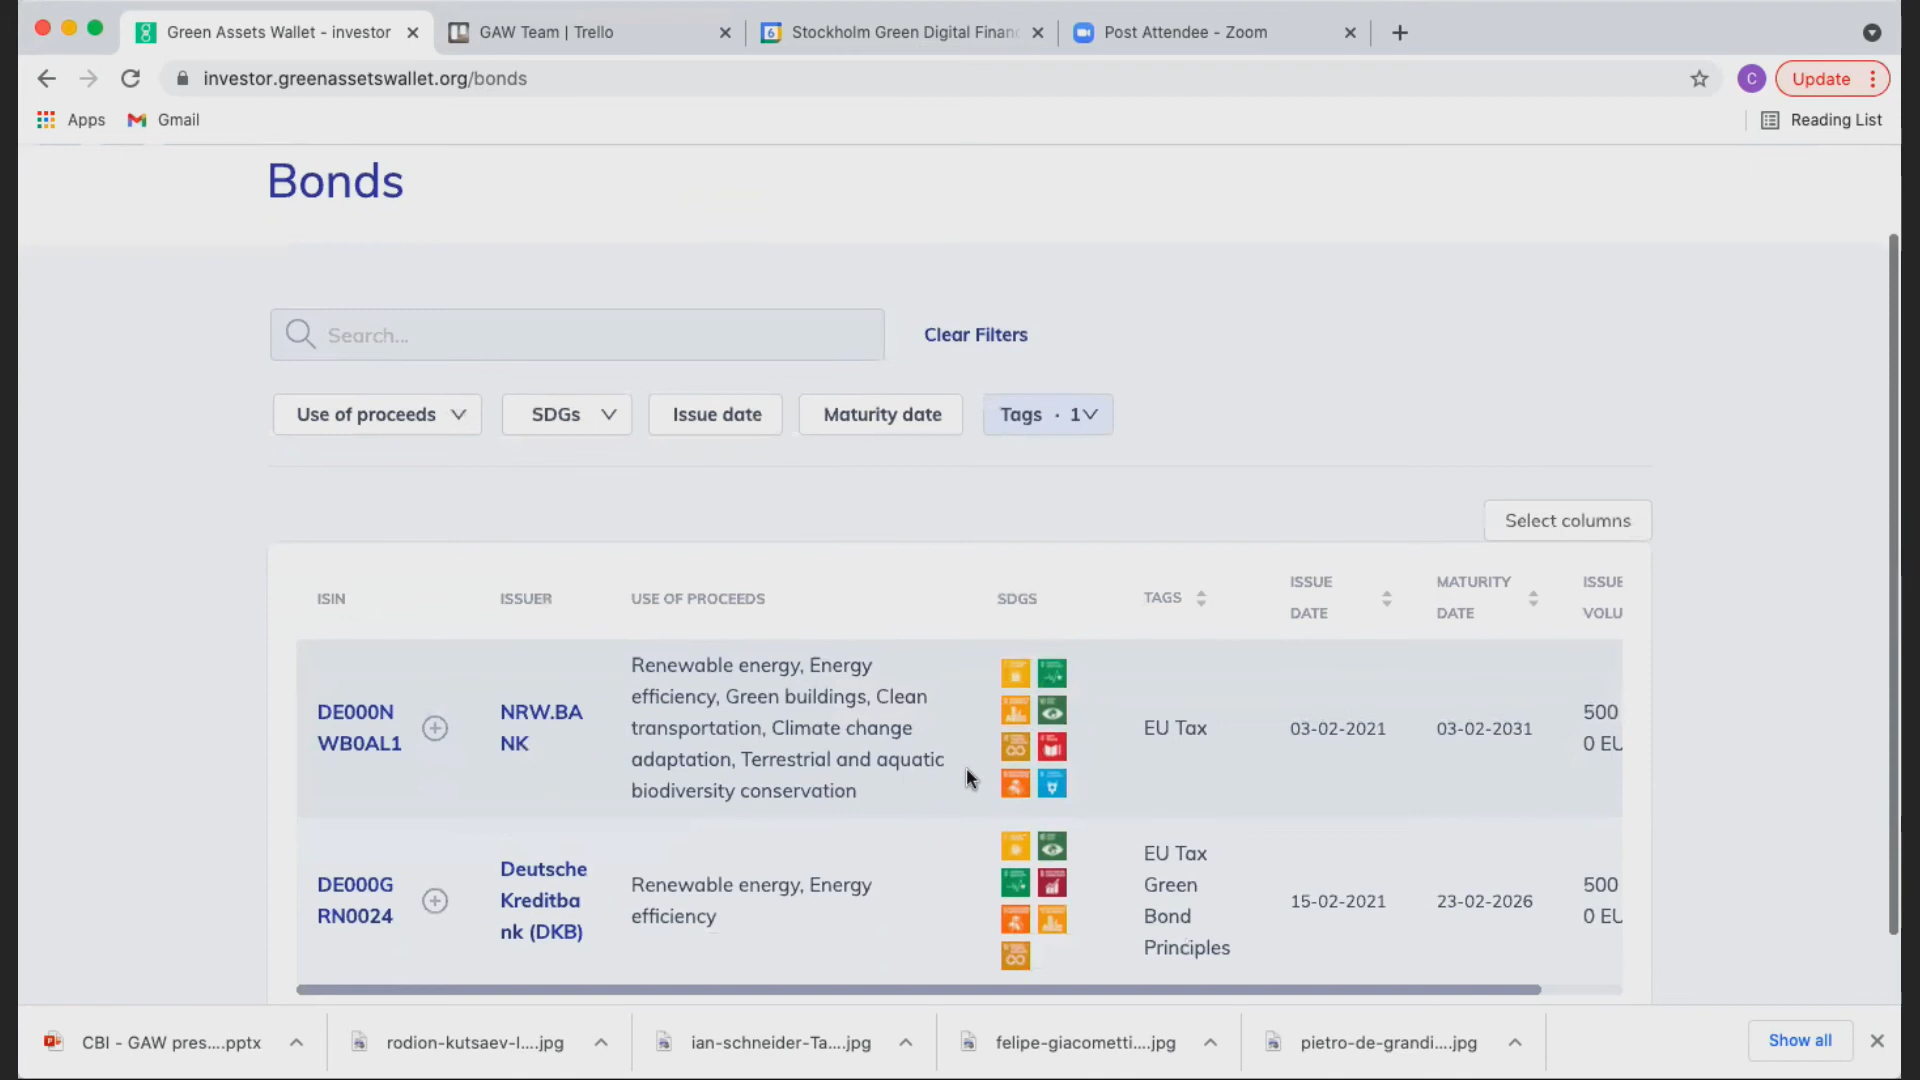 Green Assets Wallet - investor
GAW Team | Trello
Stockholm Green Digital Financ
Post Attendee - Zoom
investor.greenassetswallet.org/bonds
C
Update
Apps
Gmail
Reading List
Bonds
Search...
Clear Filters
Use of proceeds
SDGs
Issue date
Maturity date
Tags · 1
Select columns
ISIN
ISSUER
USE OF PROCEEDS
SDGS
TAGS
ISSUE
DATE
MATURITY
DATE
ISSUE
VOLU
DE000N
WB0AL1
NRW.BA
NK
Renewable energy, Energy
efficiency, Green buildings, Clean
transportation, Climate change
adaptation, Terrestrial and aquatic
biodiversity conservation
EU Tax
03-02-2021
03-02-2031
500
0 EU
DE000G
RN0024
Deutsche
Kreditba
nk (DKB)
Renewable energy, Energy
efficiency
EU Tax
Green
Bond
Principles
15-02-2021
23-02-2026
500
0 EU
CBI - GAW pres....pptx
rodion-kutsaev-l....jpg
ian-schneider-Ta....jpg
felipe-giacometti....jpg
pietro-de-grandi....jpg
Show all